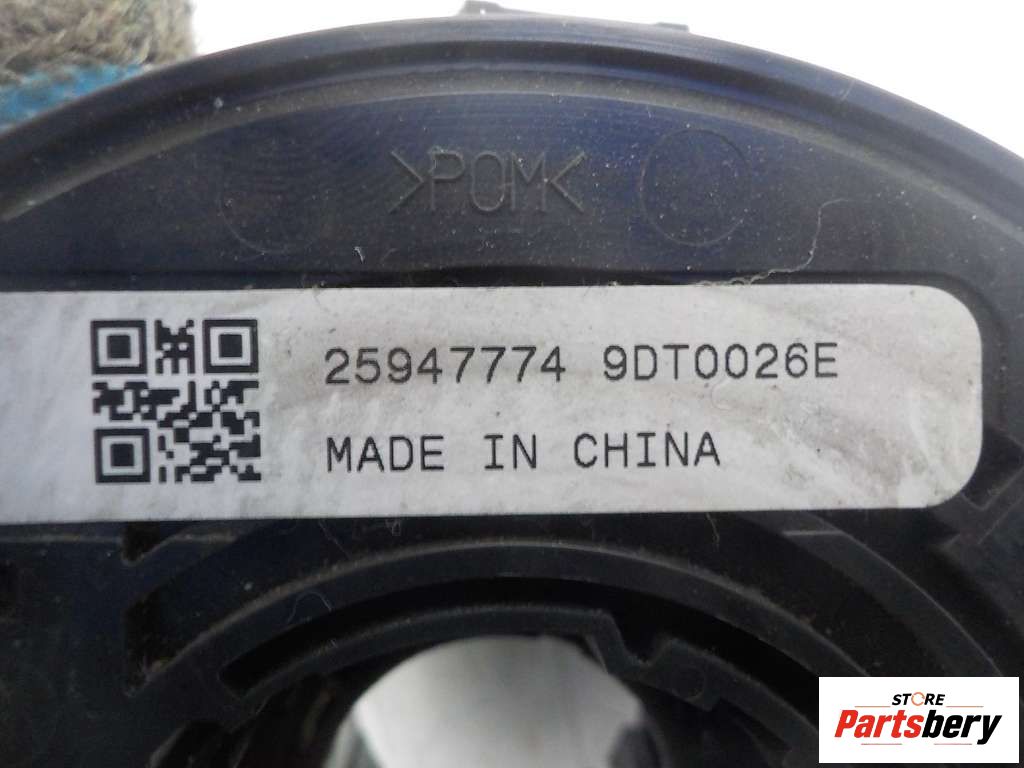 >POM<
25947774 9DT0026E
MADE IN CHINA
STORE
Partsbery